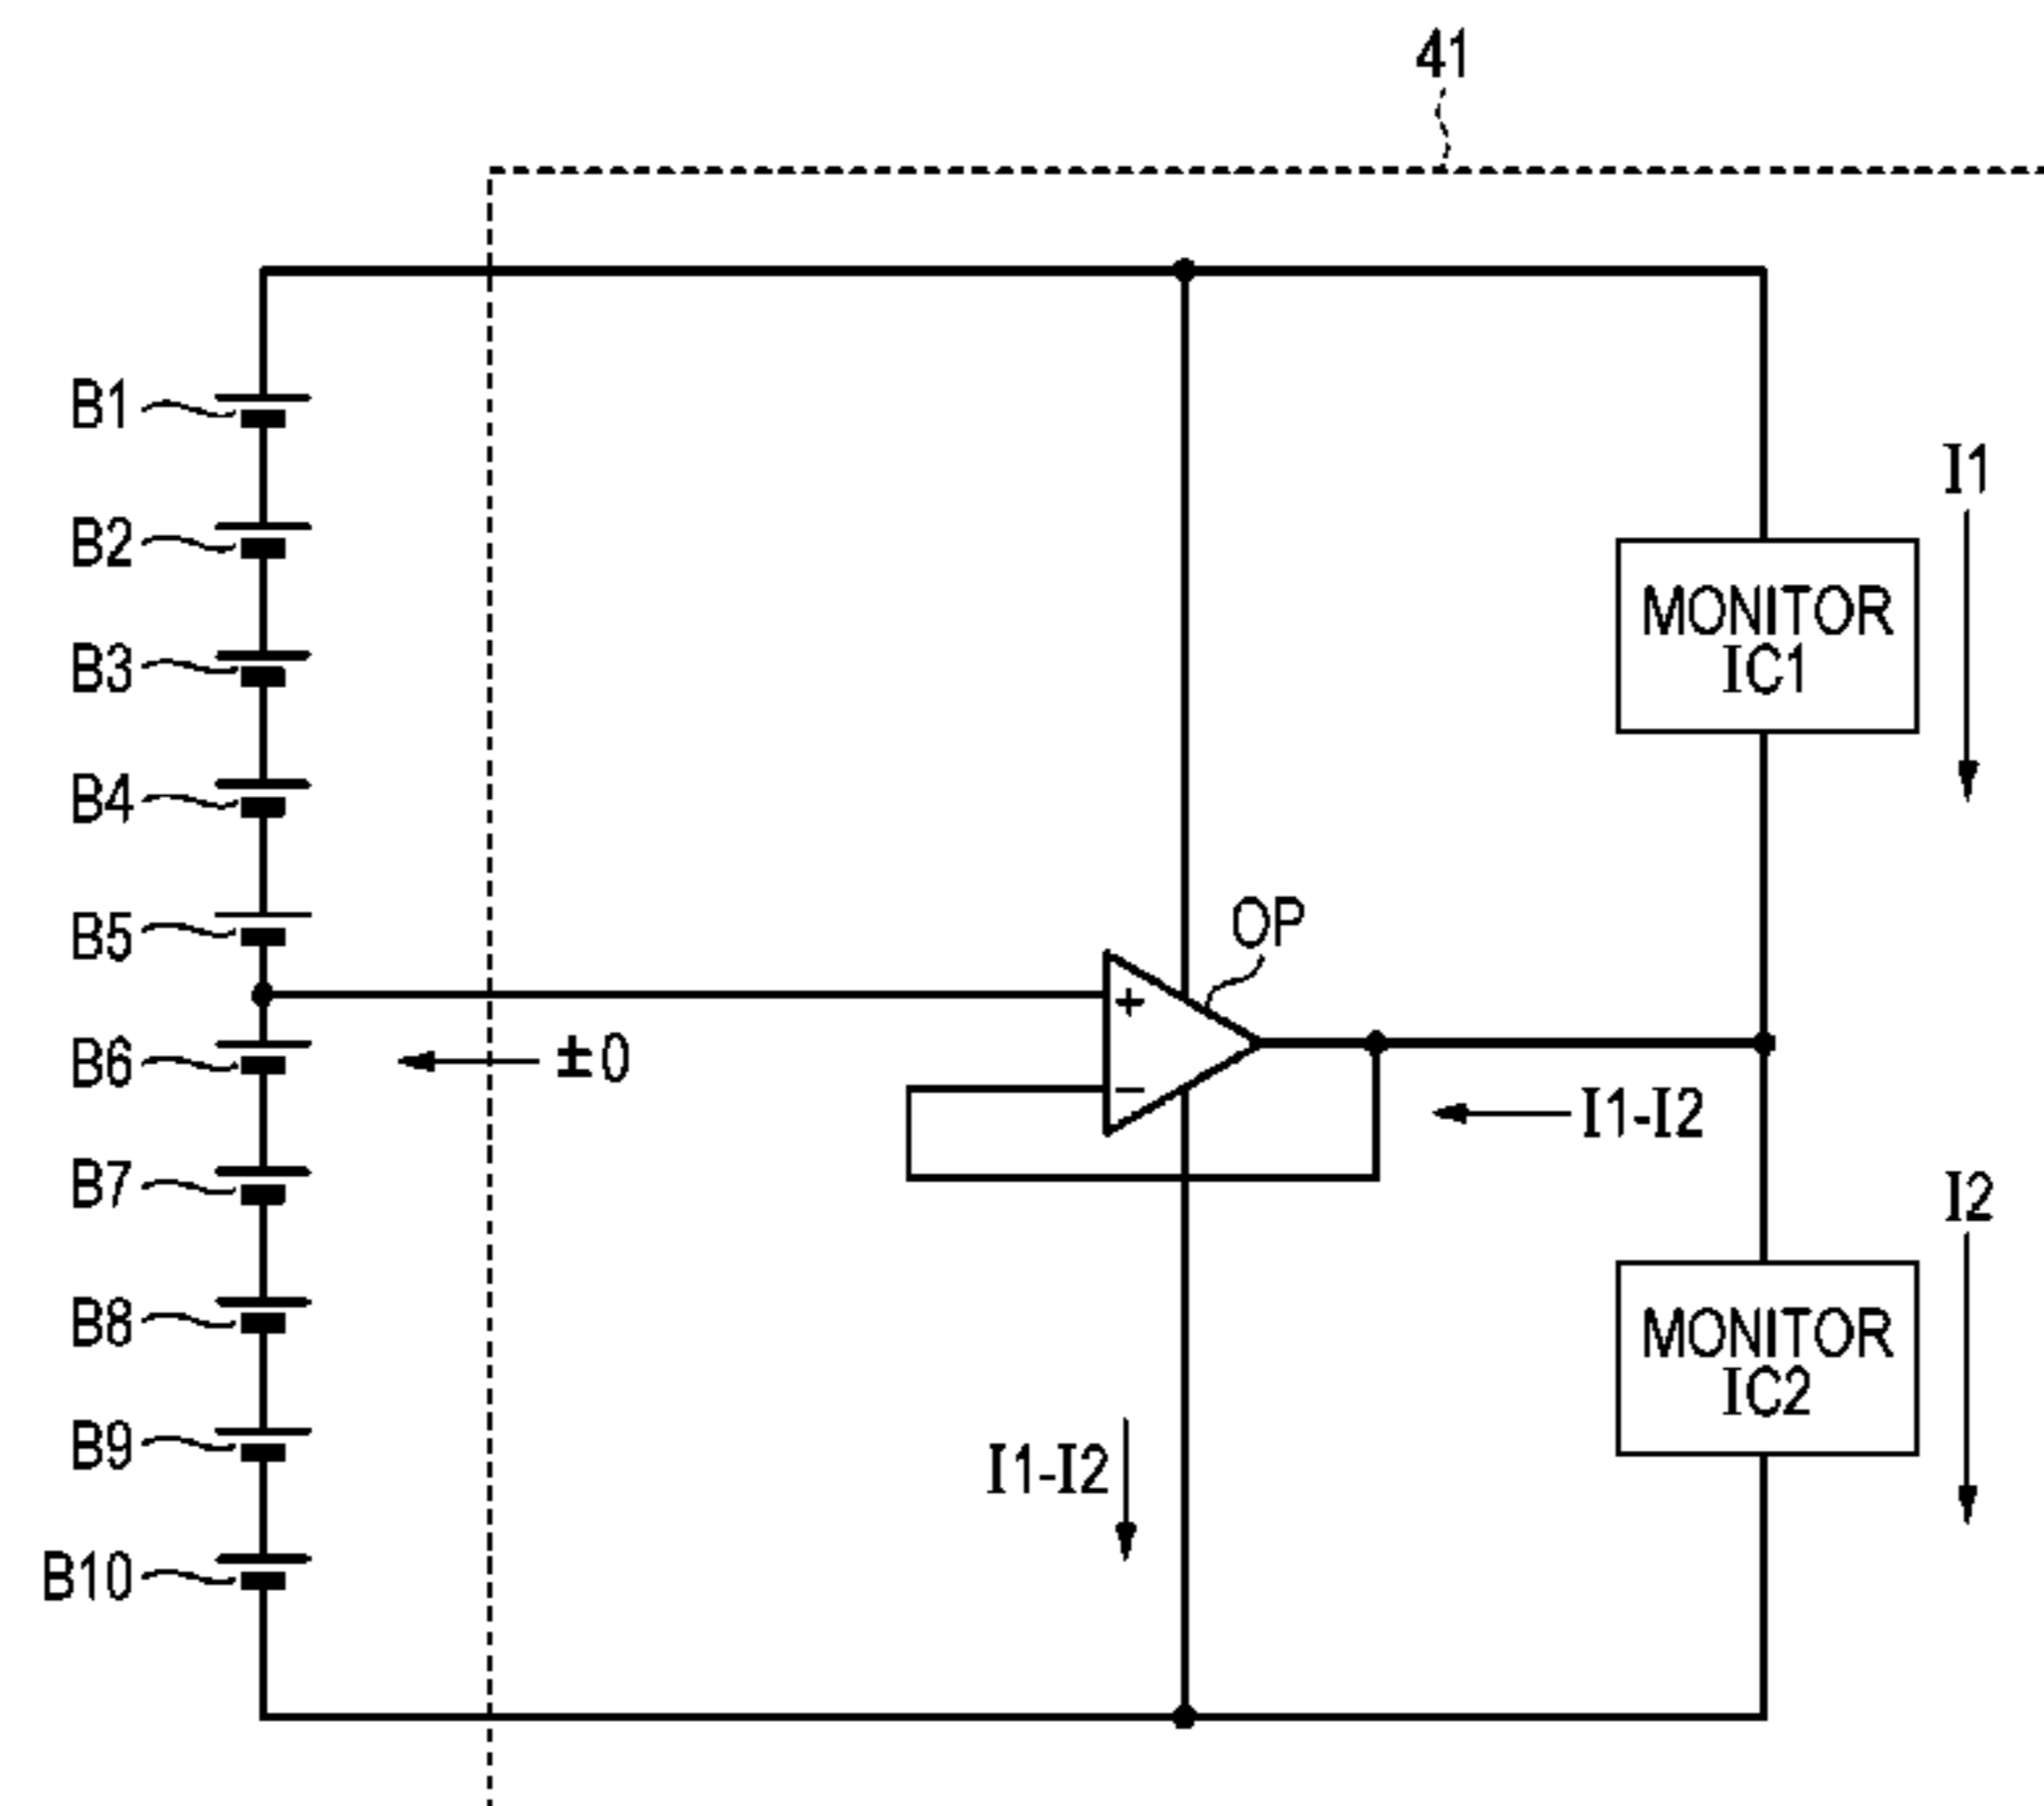 41
B1
I1
B2
MONITOR
IC1
B3
B4
OP
B5
+
B6
±0
−
I1-I2
B7
I2
B8
MONITOR
IC2
B9
I1-I2
B10